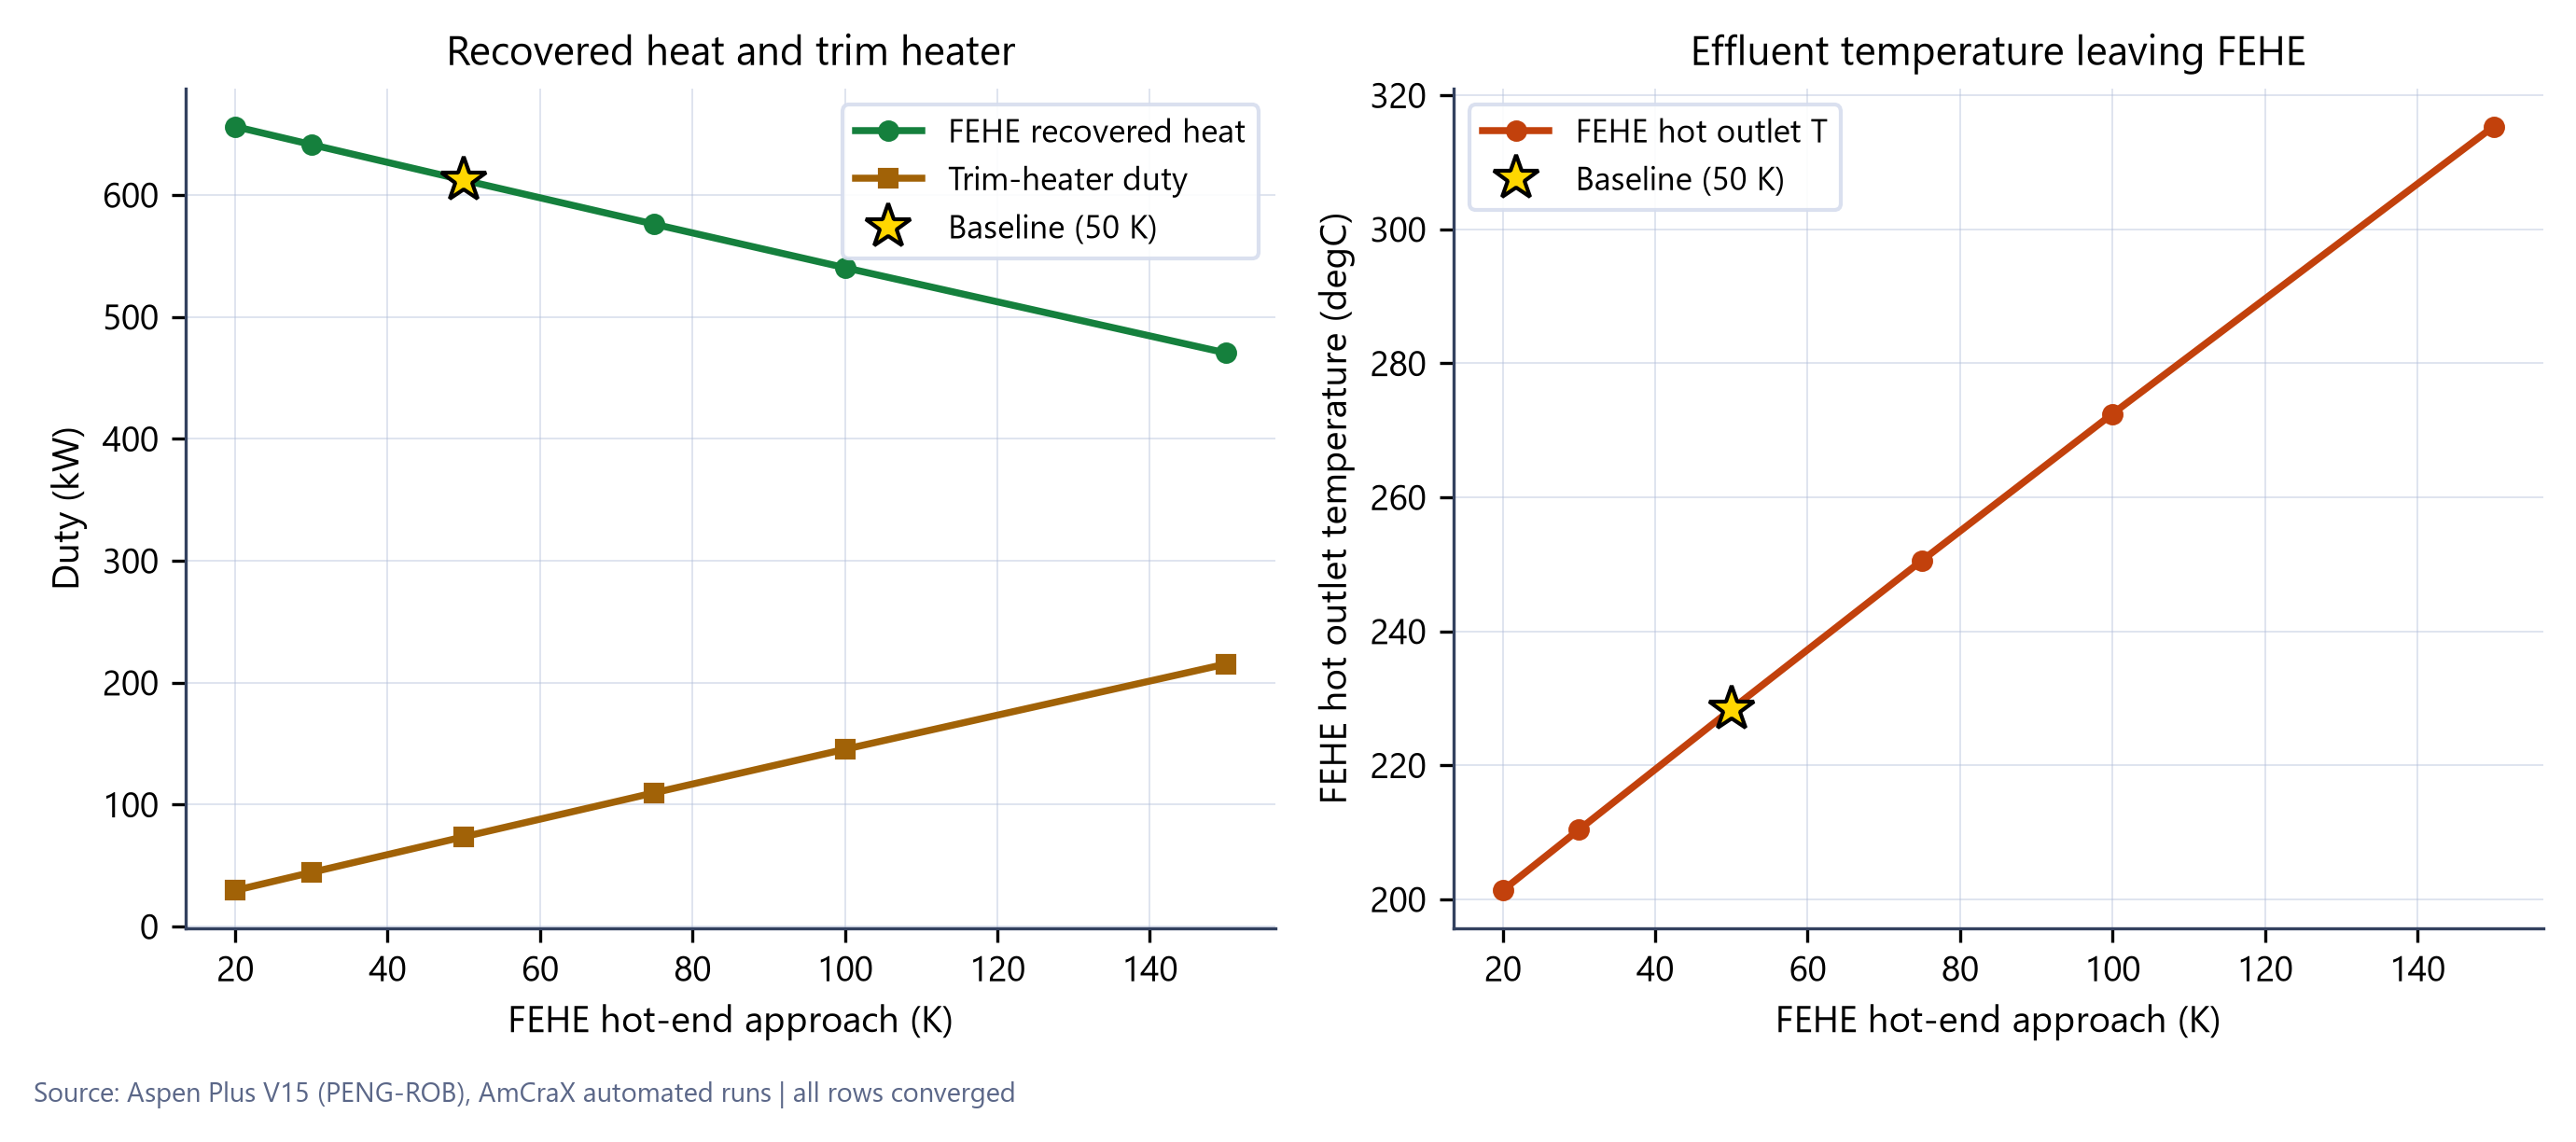 Recovered heat and trim heater
FEHE recovered heat
Trim-heater duty
Baseline (50 K)
Duty (kW)
600
500
400
300
200
100
0
20 40 60 80 100 120 140
FEHE hot-end approach (K)
Effluent temperature leaving FEHE
FEHE hot outlet T
Baseline (50 K)
FEHE hot outlet temperature (degC)
320
300
280
260
240
220
200
20 40 60 80 100 120 140
FEHE hot-end approach (K)
Source: Aspen Plus V15 (PENG-ROB), AmCraX automated runs | all rows converged